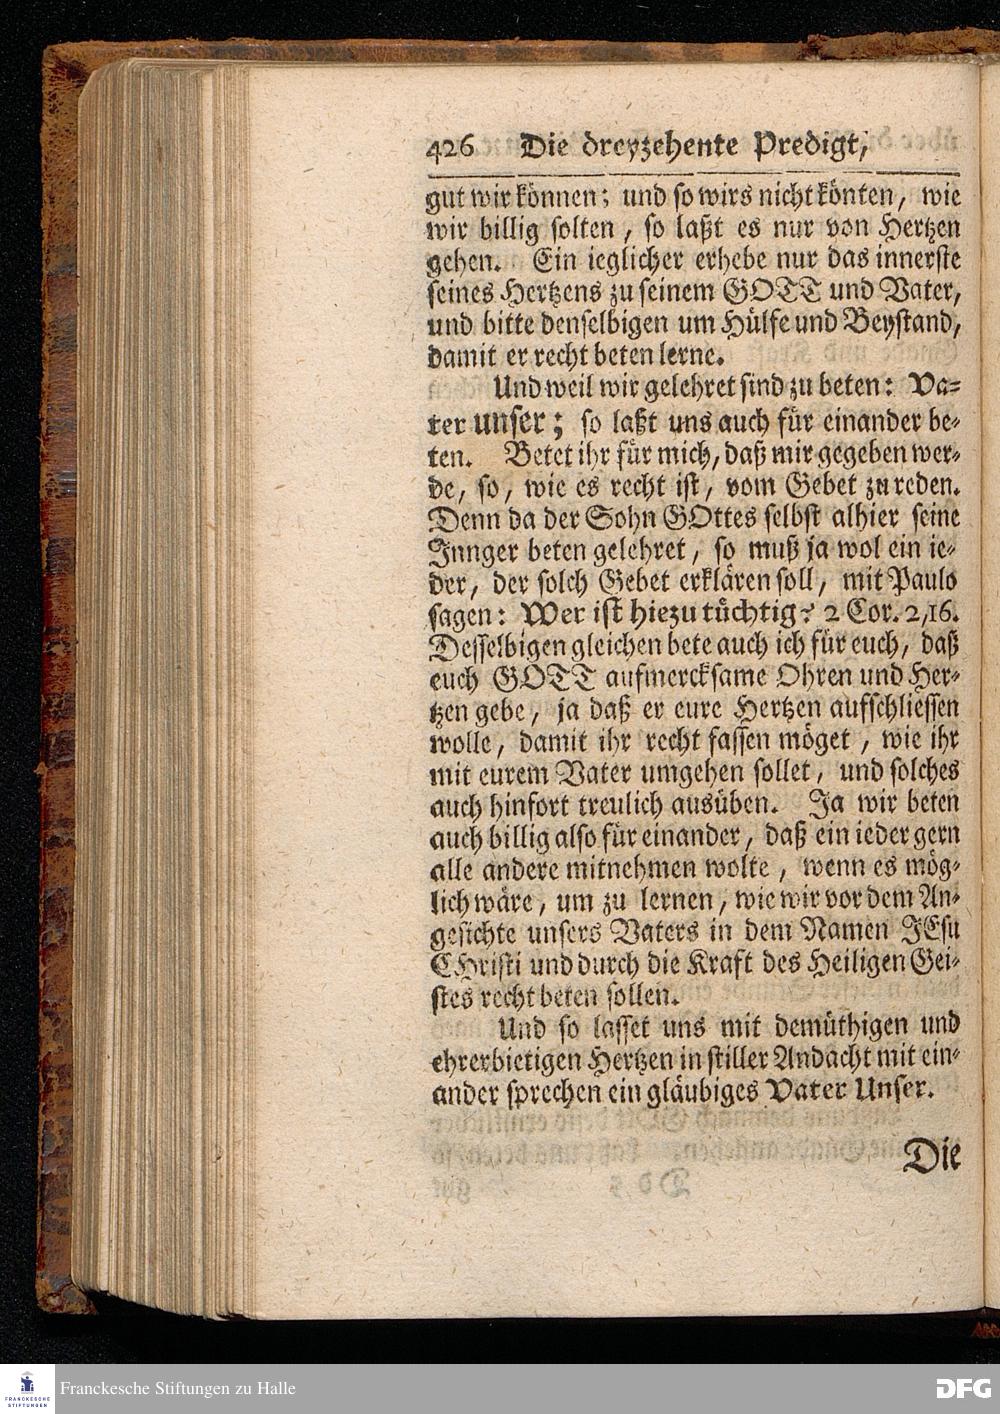 426 Die dreyzehente Predigt,
gut wir können; und so wirs nicht könten, wie
wir billig solten, so laßt es nur von Hertzen
gehen. Ein ieglicher erhebe nur das innerste
seines Hertzens zu seinem GOTT und Vater,
und bitte denselbigen um Hülfe und Beystand,
damit er recht beten lerne.
Und weil wir gelehret sind zu beten: Va-
ter unser; so laßt uns auch für einander be-
ten. Betet ihr für mich, daß mir gegeben wer-
de, so, wie es recht ist, vom Gebet zu reden.
Denn da der Sohn GOttes selbst alhier seine
Jünger beten gelehret, so muß ja wol ein ie-
der, der solch Gebet erklären soll, mit Paulo
sagen: Wer ist hiezu tüchtig? 2 Cor. 2,16.
Desselbigen gleichen bete auch ich für euch, daß
euch GOTT aufmercksame Ohren und Her-
tzen gebe, ja daß er eure Hertzen aufschliessen
wolle, damit ihr recht fassen möget, wie ihr
mit eurem Vater umgehen sollet, und solches
auch hinfort treulich ausüben. Ja wir beten
auch billig also für einander, daß ein ieder gern
alle andere mitnehmen wolte, wenn es mög-
lich wäre, um zu lernen, wie wir vor dem An-
gesichte unsers Vaters in dem Namen JEsu
CHristi und durch die Kraft des Heiligen Gei-
stes recht beten sollen.
Und so lasset uns mit demüthigen und
ehrerbietigen Hertzen in stiller Andacht mit ein-
ander sprechen ein gläubiges Vater Unser.
Die
FRANCKESCHE
STIFTUNGEN
Franckesche Stiftungen zu Halle
DFG